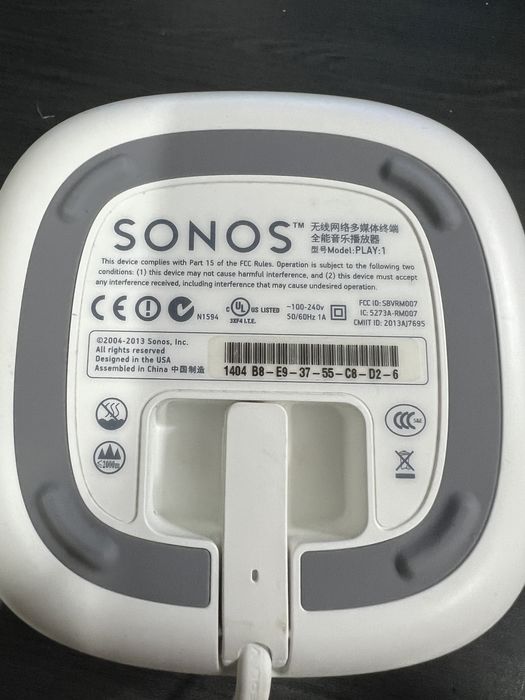 SONOS™ 无线网络多媒体终端
全能音乐播放器
型号Model: PLAY:1
This device complies with Part 15 of the FCC Rules. Operation is subject to the following two
conditions: (1) this device may not cause harmful interference, and (2) this device must accept
any interference received, including interference that may cause undesired operation.
CE N1594 c UL US LISTED 3XF4 I.T.E.
~100-240v
50/60Hz 1A
FCC ID: SBVRM007
IC: 5273A-RM007
CMIIT ID: 2013AJ7695
©2004-2013 Sonos, Inc.
All rights reserved
Designed in the USA
Assembled in China 中国制造
1404 B8-E9-37-55-C8-D2-6
CCC S&E
≤2000m